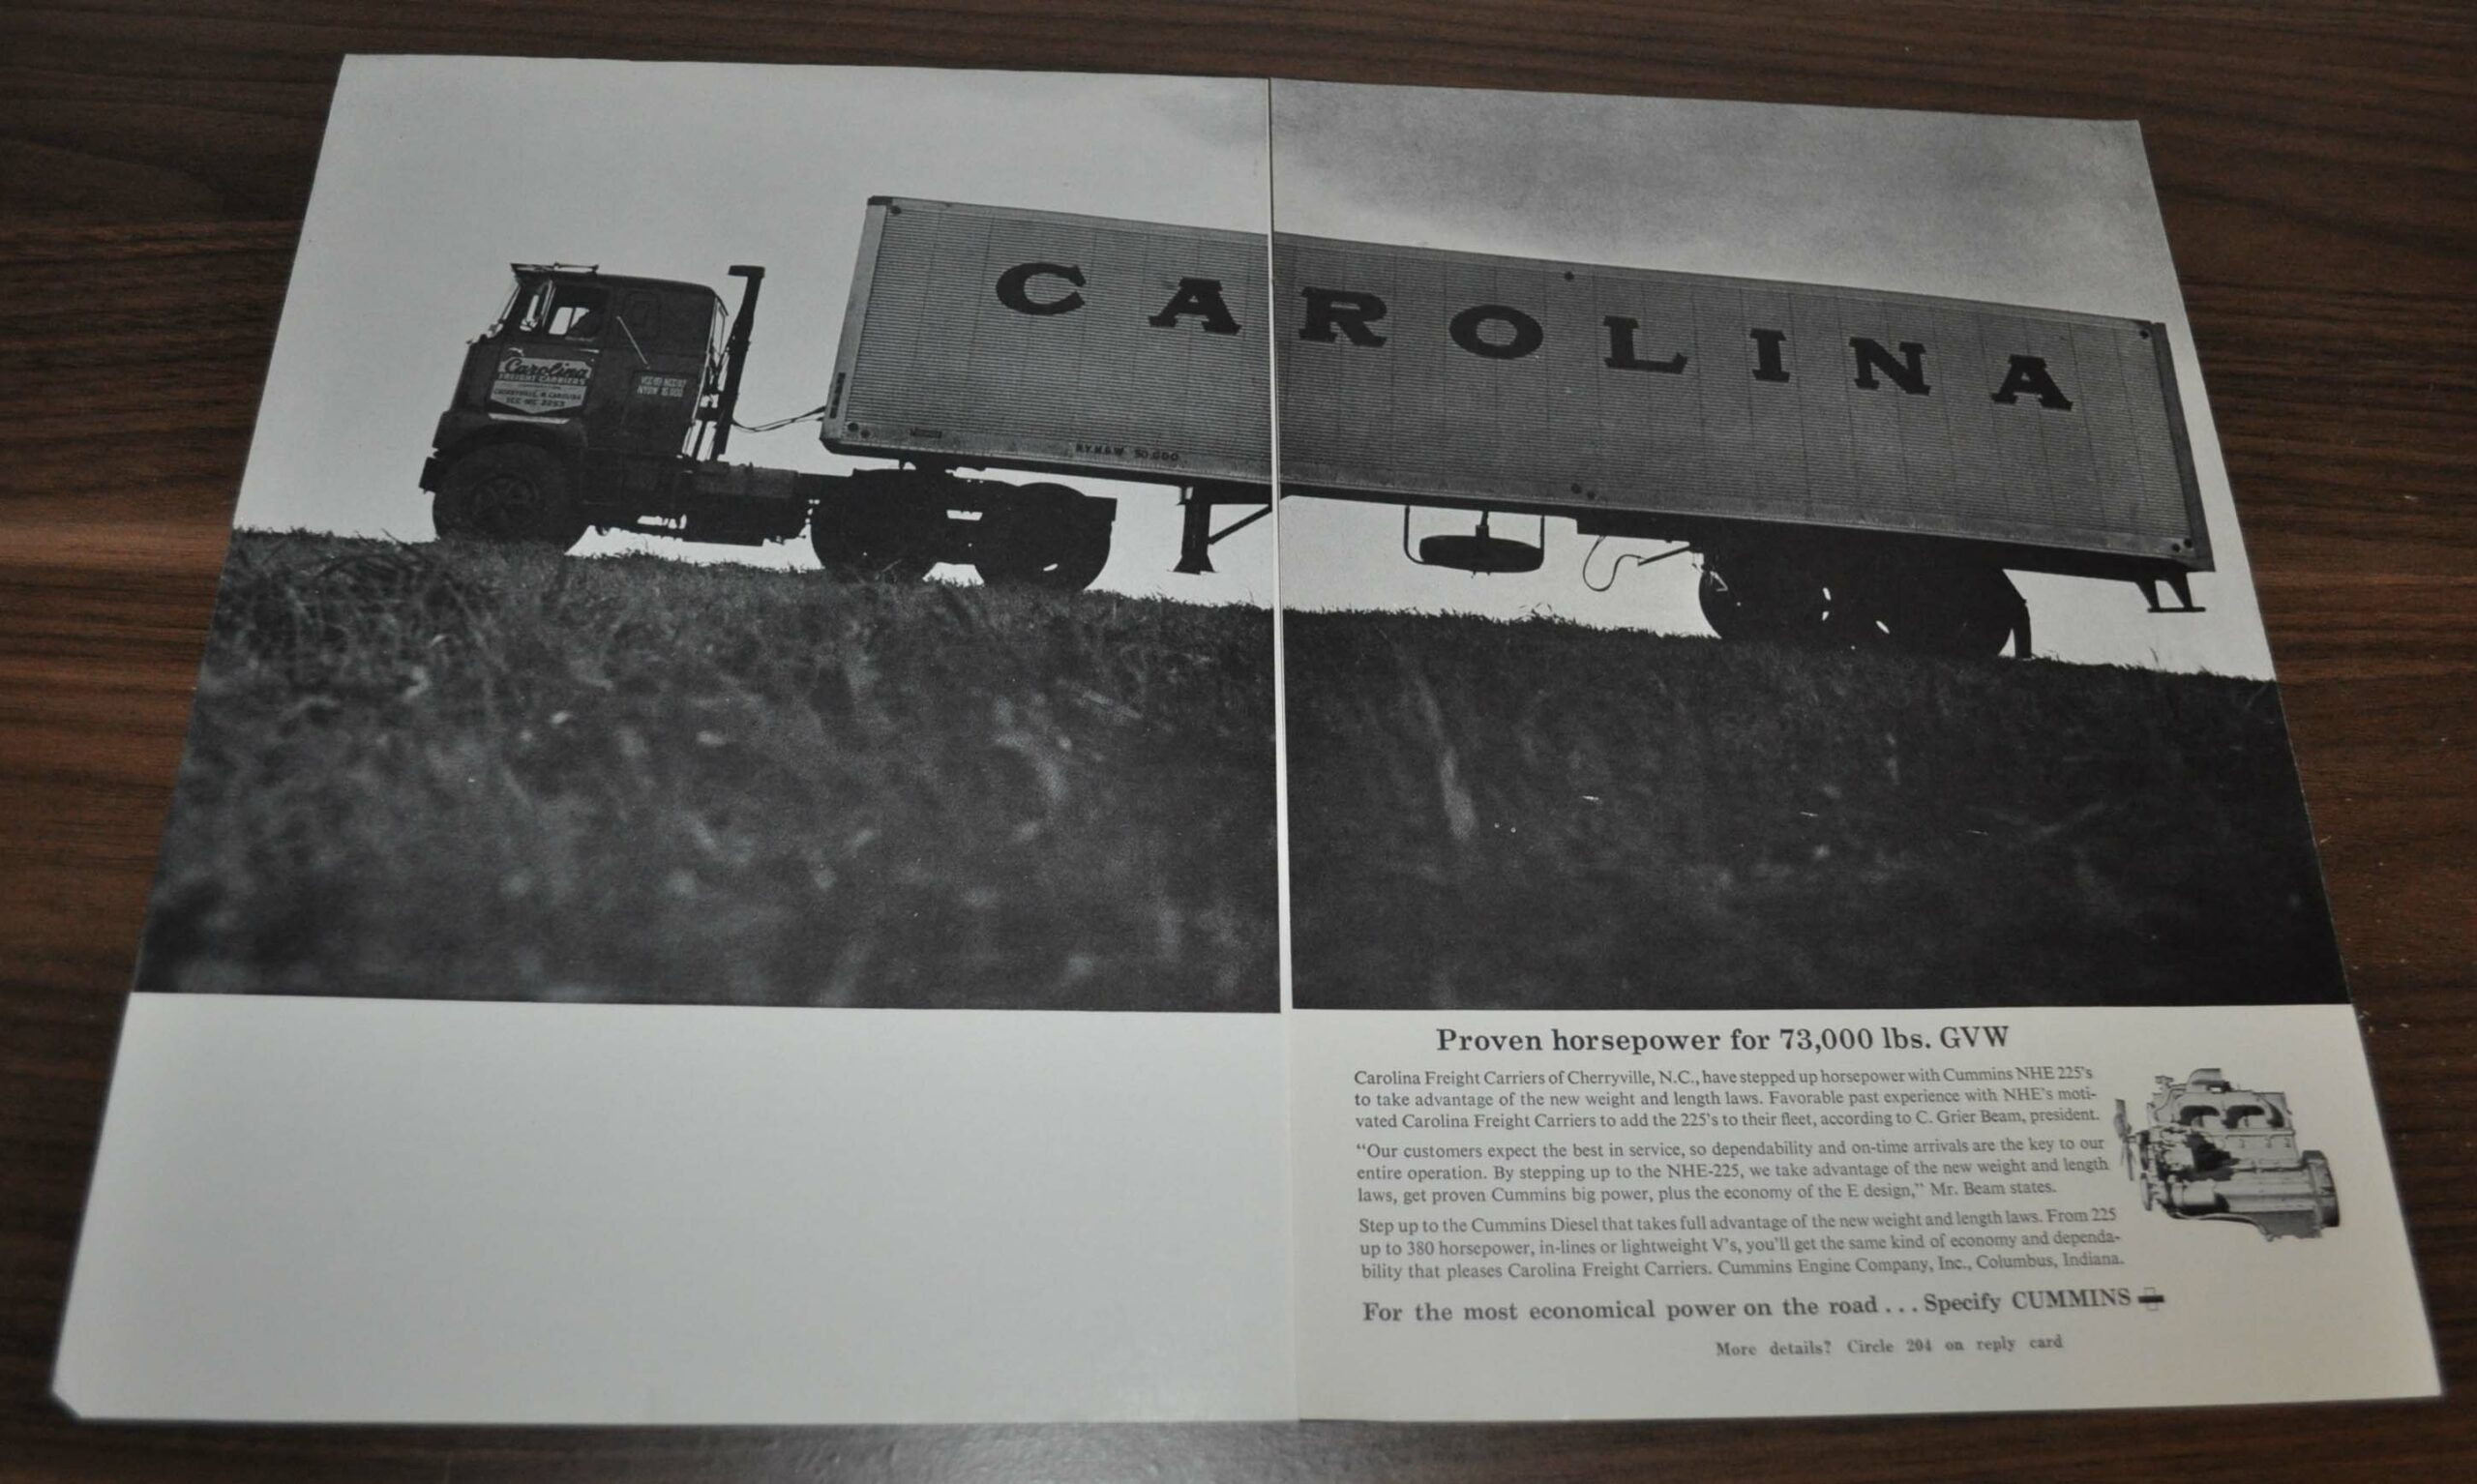 CAROLINA
Carolina
FREIGHT CARRIERS
CHERRYVILLE, N. CAROLINA
Proven horsepower for 73,000 lbs. GVW
Carolina Freight Carriers of Cherryville, N.C., have stepped up horsepower with Cummins NHE 225's
to take advantage of the new weight and length laws. Favorable past experience with NHE's moti-
vated Carolina Freight Carriers to add the 225's to their fleet, according to C. Grier Beam, president.
"Our customers expect the best in service, so dependability and on-time arrivals are the key to our
entire operation. By stepping up to the NHE-225, we take advantage of the new weight and length
laws, get proven Cummins big power, plus the economy of the E design," Mr. Beam states.
Step up to the Cummins Diesel that takes full advantage of the new weight and length laws. From 225
up to 380 horsepower, in-lines or lightweight V's, you'll get the same kind of economy and dependa-
bility that pleases Carolina Freight Carriers. Cummins Engine Company, Inc., Columbus, Indiana.
For the most economical power on the road . . . Specify CUMMINS
More details? Circle 204 on reply card